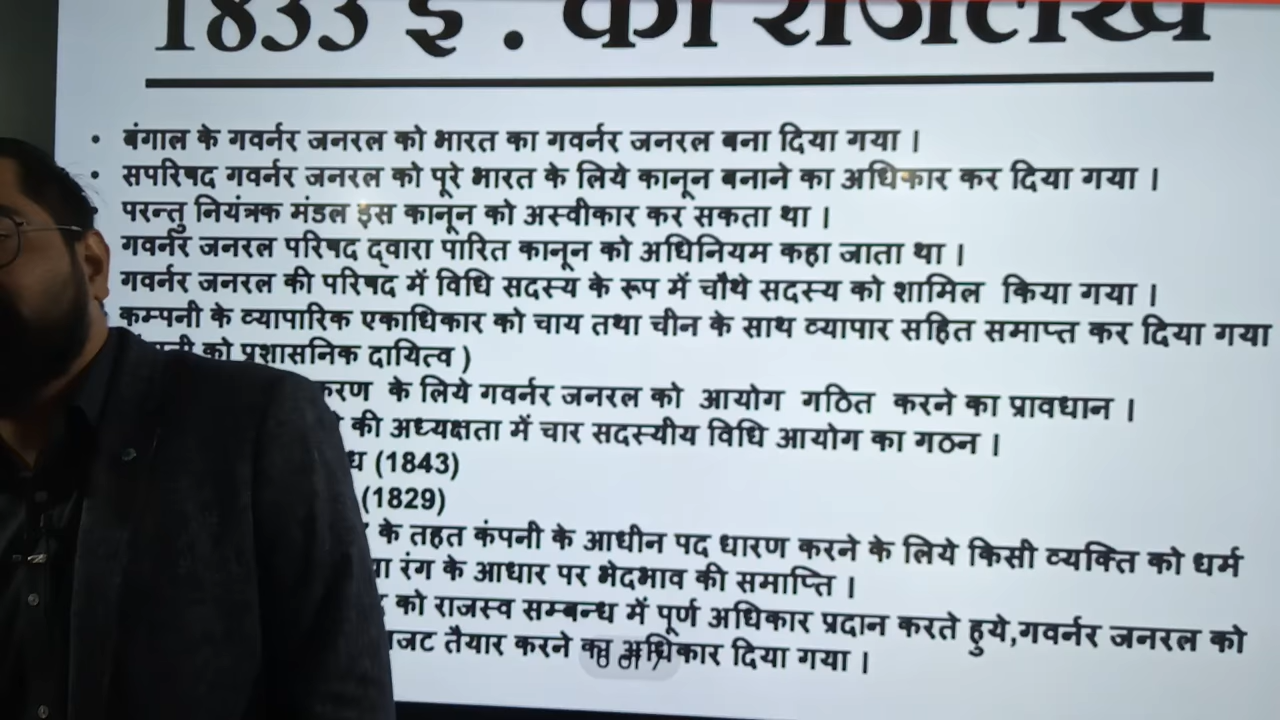 1833 ई . का राजलेख
• बंगाल के गवर्नर जनरल को भारत का गवर्नर जनरल बना दिया गया ।
• सपरिषद गवर्नर जनरल को पूरे भारत के लिये कानून बनाने का अधिकार कर दिया गया ।
परन्तु नियंत्रक मंडल इस कानून को अस्वीकार कर सकता था ।
गवर्नर जनरल परिषद द्वारा पारित कानून को अधिनियम कहा जाता था ।
गवर्नर जनरल की परिषद में विधि सदस्य के रूप में चौथे सदस्य को शामिल किया गया ।
कम्पनी के व्यापारिक एकाधिकार को चाय तथा चीन के साथ व्यापार सहित समाप्त कर दिया गया
को प्रशासनिक दायित्व )
के लिये गवर्नर जनरल को आयोग गठित करने का प्रावधान ।
की अध्यक्षता में चार सदस्यीय विधि आयोग का गठन ।
(1843)
(1829)
के तहत कंपनी के आधीन पद धारण करने के लिये किसी व्यक्ति को धर्म
रंग के आधार पर भेदभाव की समाप्ति ।
को राजस्व सम्बन्ध में पूर्ण अधिकार प्रदान करते हुये,गवर्नर जनरल को
तैयार करने का अधिकार दिया गया ।